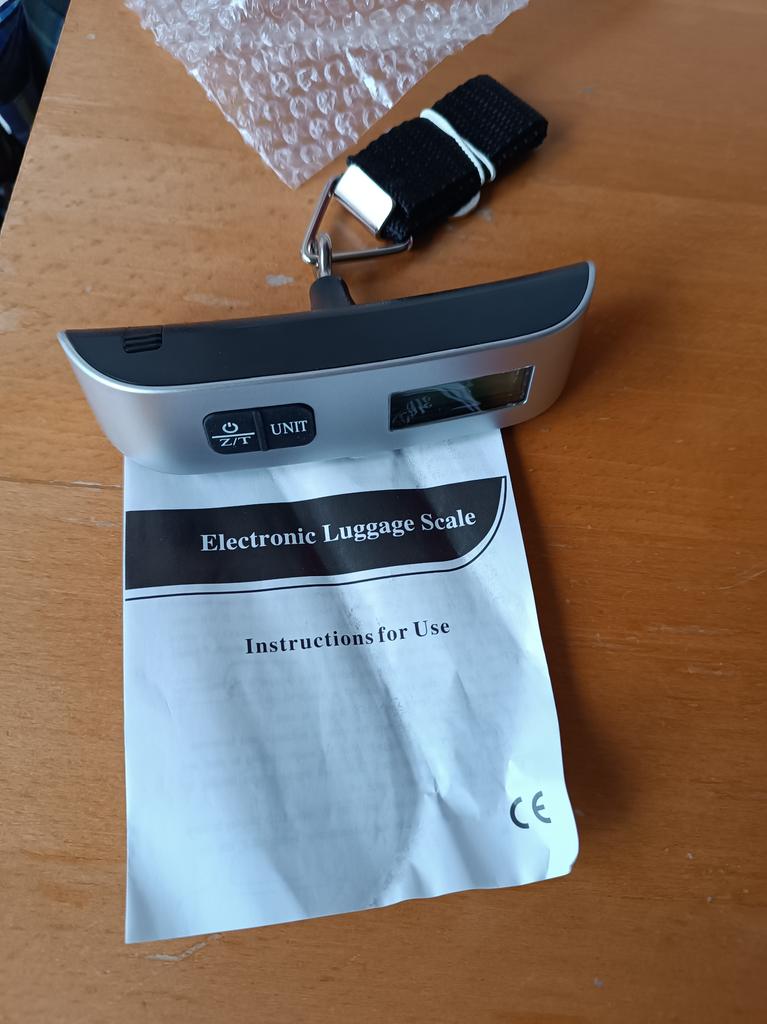 Z/T UNIT
Electronic Luggage Scale
Instructions for Use
CE